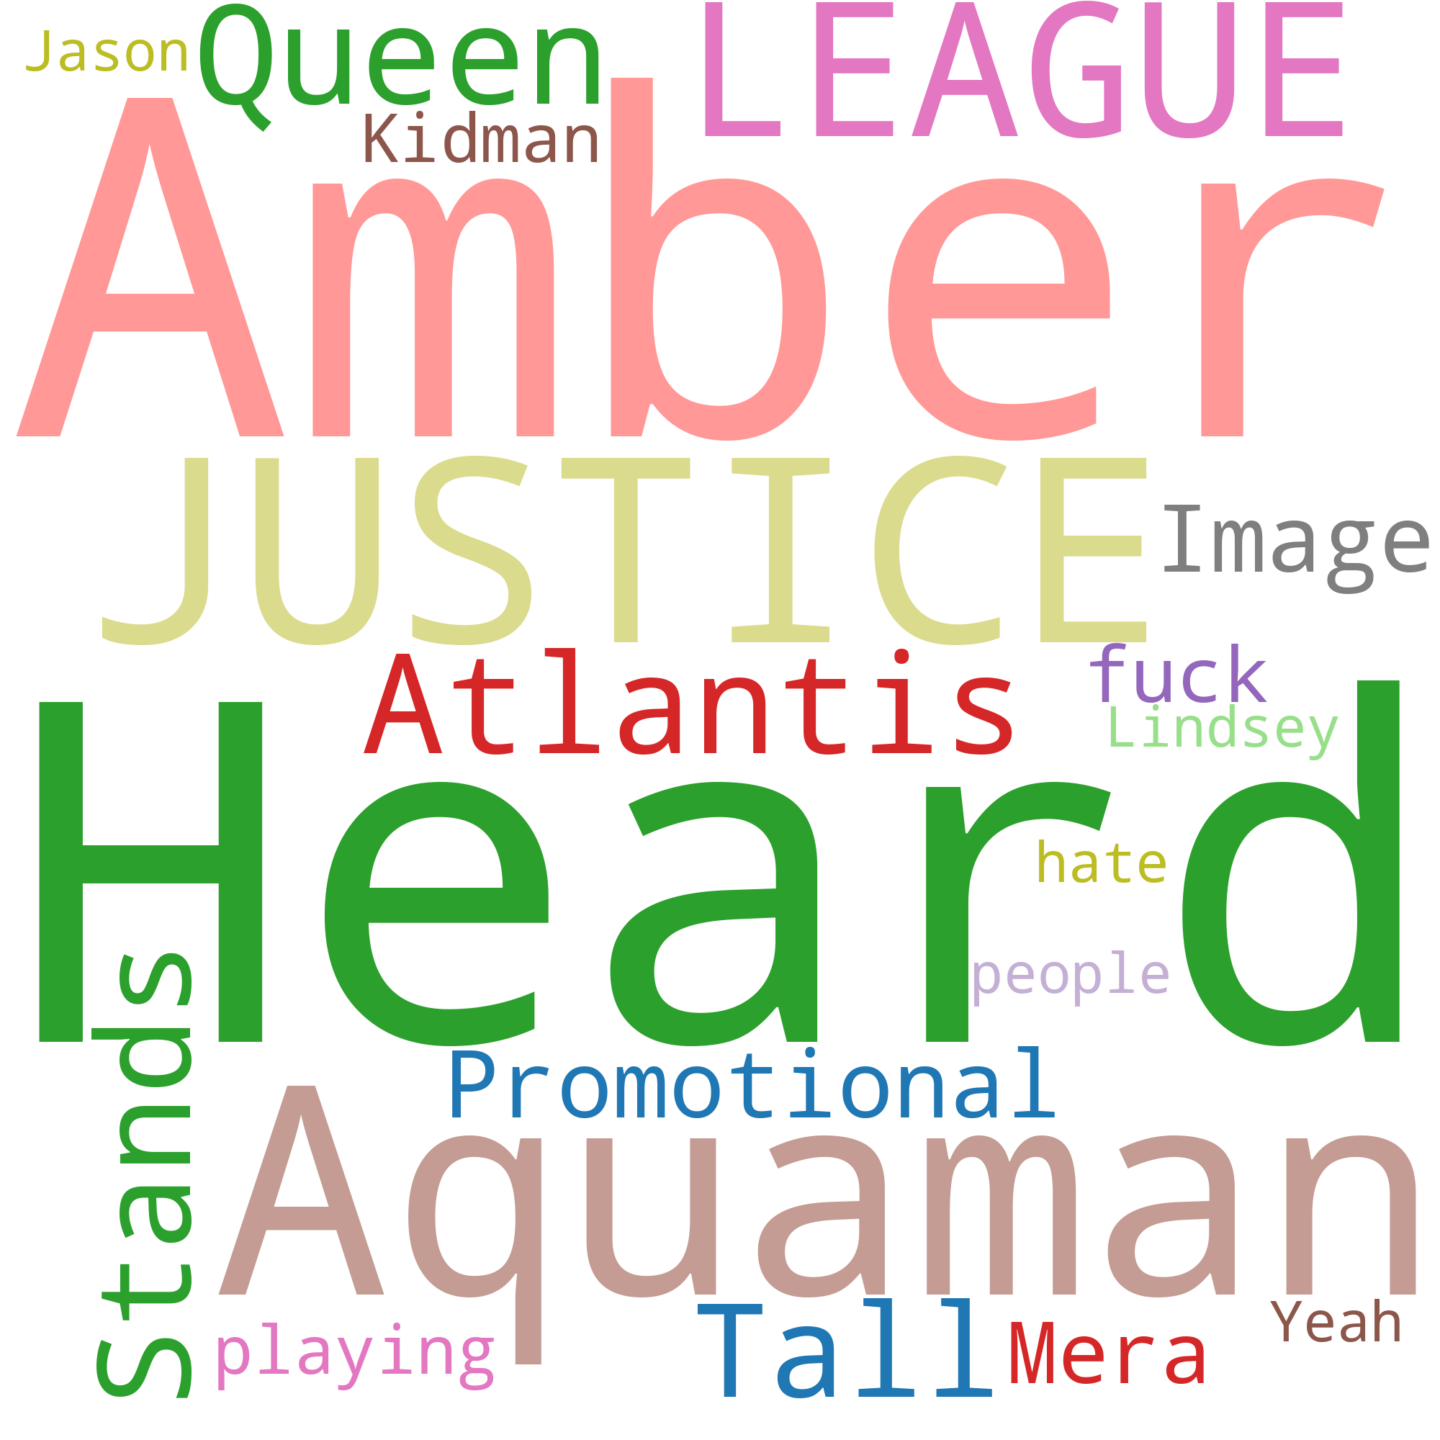 Jason
Queen
LEAGUE
Kidman
Amber
JUSTICE
Image
Atlantis
fuck
Lindsey
Heard
hate
people
Stands
Promotional
Aquaman
playing
Tall
Mera
Yeah